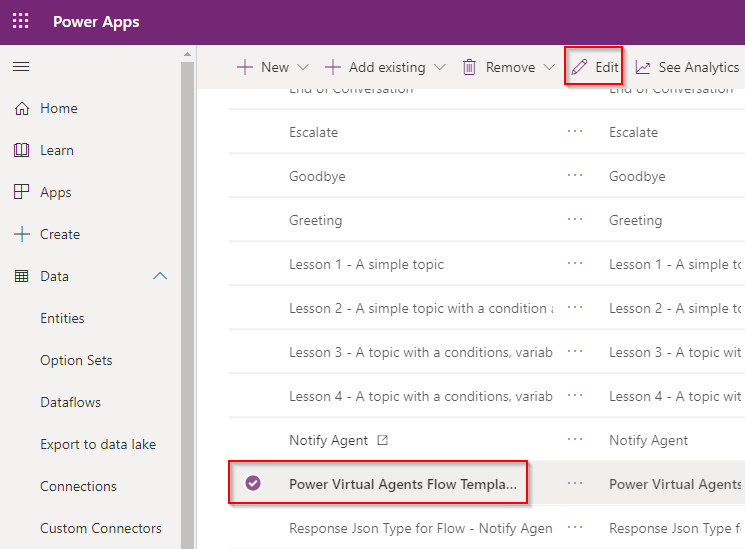 Power Apps
New
Add existing
Remove
Edit
See Analytics
Home
Learn
Apps
Create
Data
Entities
Option Sets
Dataflows
Export to data lake
Connections
Custom Connectors
End of Conversation ... End of Conversation
Escalate ... Escalate
Goodbye ... Goodbye
Greeting ... Greeting
Lesson 1 - A simple topic ... Lesson 1 - A simple to
Lesson 2 - A simple topic with a condition a ... Lesson 2 - A simple to
Lesson 3 - A topic with a conditions, variab ... Lesson 3 - A topic wit
Lesson 4 - A topic with a conditions, variab ... Lesson 4 - A topic wit
Notify Agent ... Notify Agent
Power Virtual Agents Flow Templa... ... Power Virtual Agents
Response Json Type for Flow - Notify Agen ... Response Json Type fo